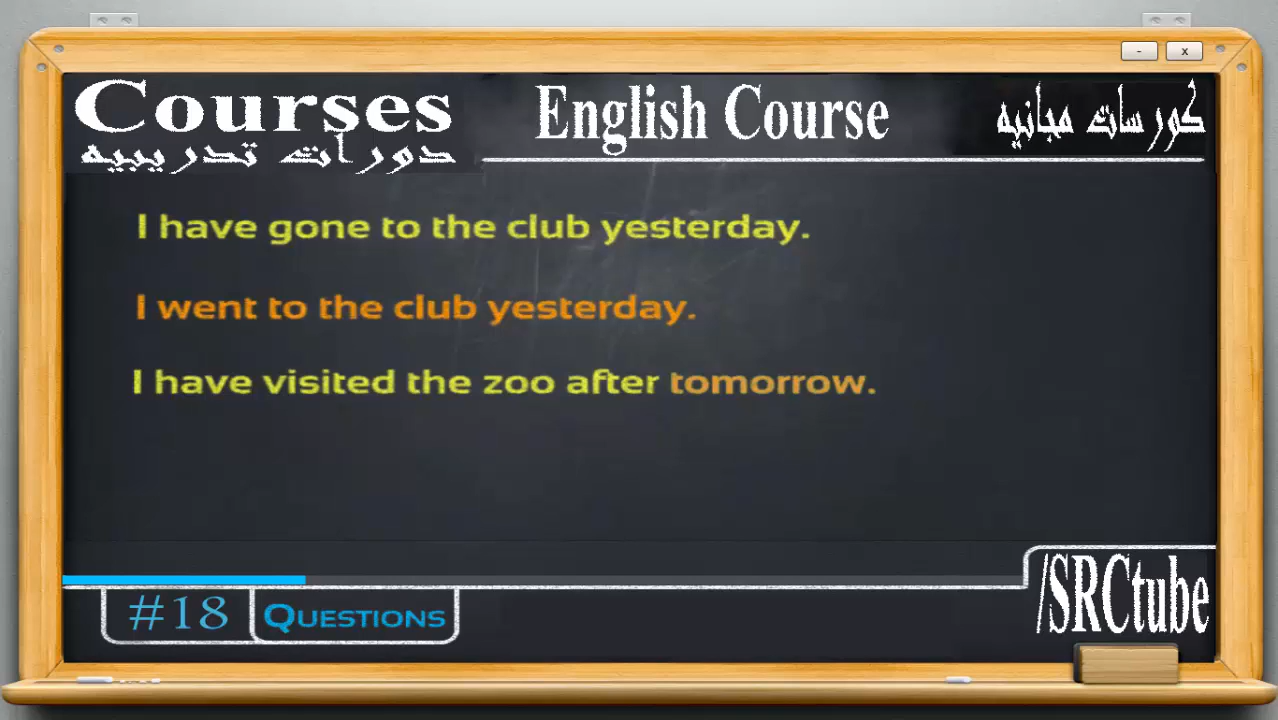 Courses
English Course
كورسات مجانيه
دورات تدريبيه
I have gone to the club yesterday.
I went to the club yesterday.
I have visited the zoo after tomorrow.
/SRCtube
#18 QUESTIONS
- x